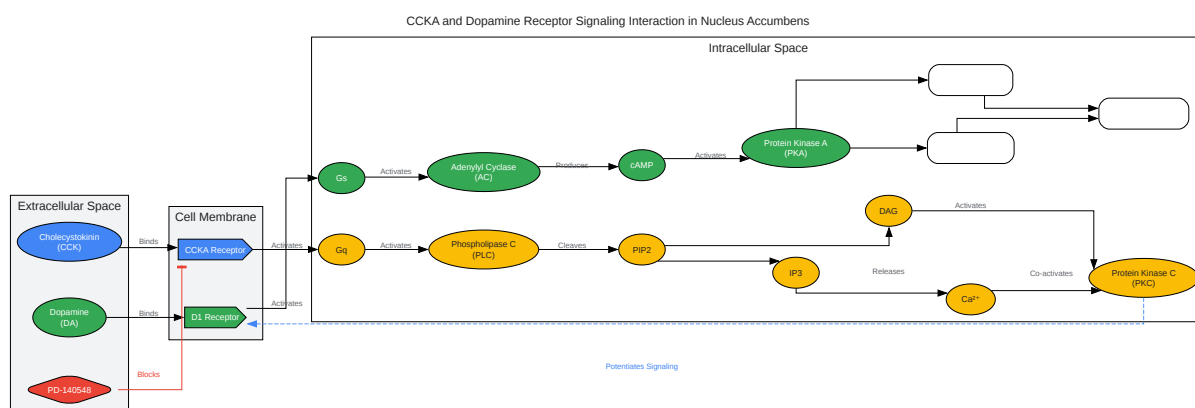 CCKA and Dopamine Receptor Signaling Interaction in Nucleus Accumbens
Intracellular Space
Protein Kinase A
(PKA)
Gs
Activates
Adenylyl Cyclase
(AC)
Produces
cAMP
Activates
Extracellular Space
Cell Membrane
Cholecystokinin
(CCK)
Binds
CCKA Receptor
Activates
Gq
Activates
Phospholipase C
(PLC)
Cleaves
PIP2
DAG
Activates
IP3
Releases
Ca²⁺
Co-activates
Protein Kinase C
(PKC)
Dopamine
(DA)
Binds
D1 Receptor
Activates
Potentiates Signaling
Blocks
PD-140548